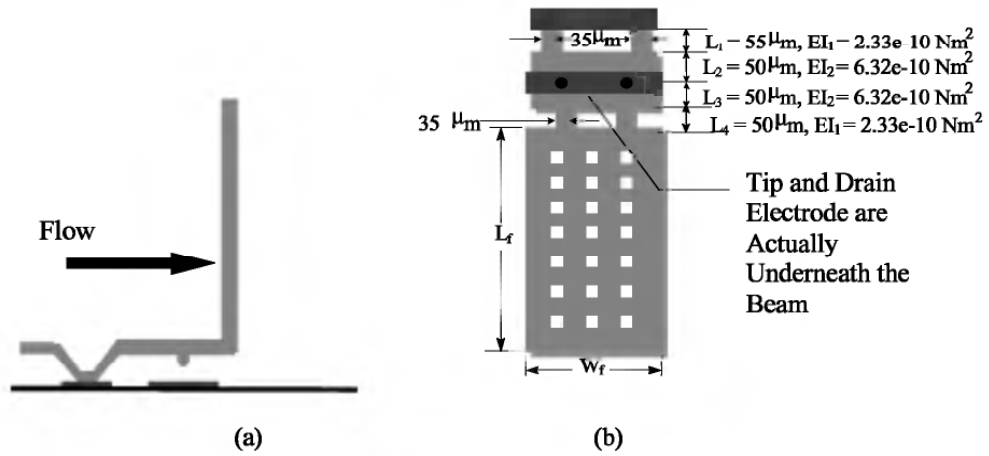 (a)
Flow
(b)
35μm
L₁ = 55μm, EI₁ = 2.33e-10 Nm²
L₂ = 50μm, EI₂ = 6.32e-10 Nm²
L₃ = 50μm, EI₂ = 6.32e-10 Nm²
L₄ = 50μm, EI₁ = 2.33e-10 Nm²
35 μm
L_f
W_f
Tip and Drain
Electrode are
Actually
Underneath the
Beam
(a)
(b)